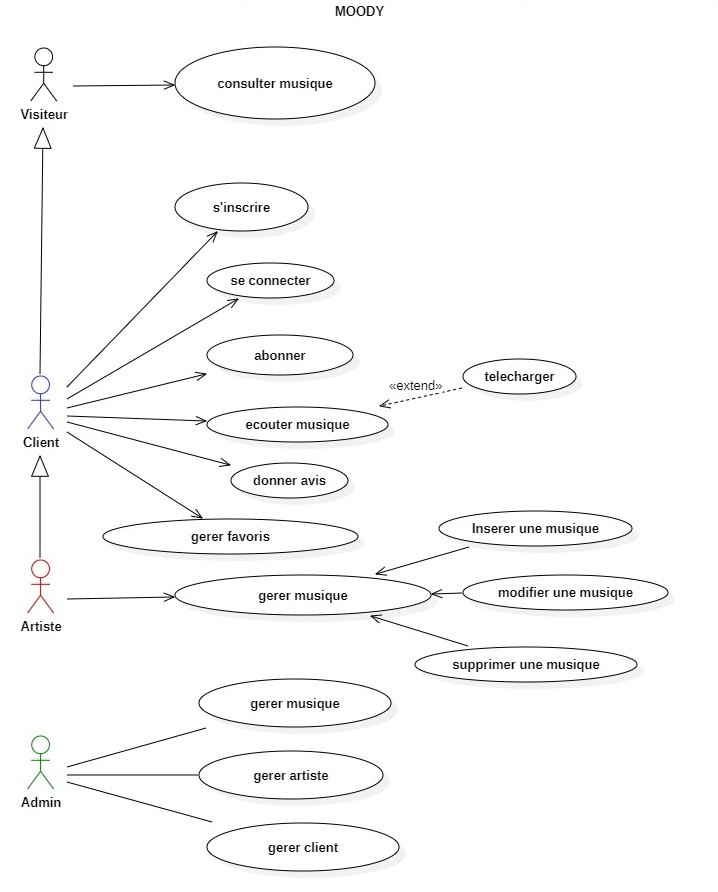 MOODY
consulter musique
Visiteur
s'inscrire
se connecter
abonner
telecharger
«extend»
ecouter musique
Client
donner avis
gerer favoris
Inserer une musique
gerer musique
modifier une musique
Artiste
supprimer une musique
gerer musique
gerer artiste
Admin
gerer client